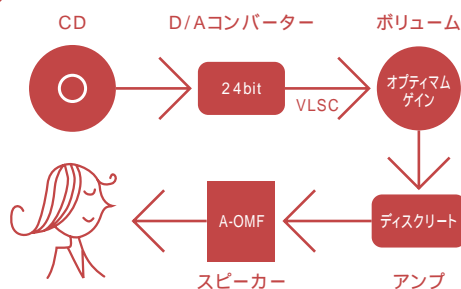 CD
D/Aコンバーター
ボリューム
24bit
VLSC
オプティマム
ゲイン
A-OMF
ディスクリート
スピーカー
アンプ